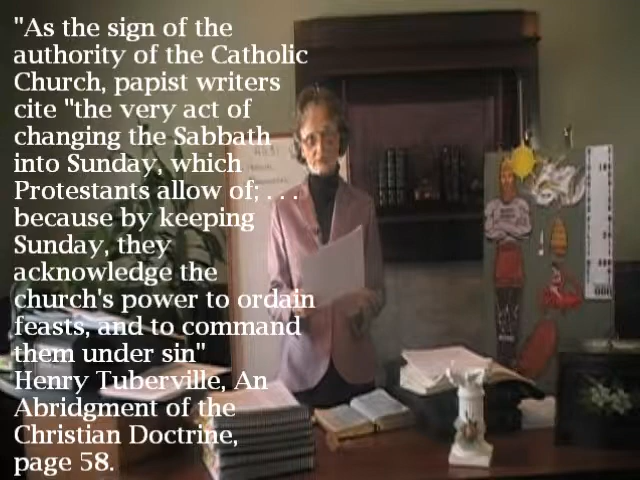 "As the sign of the
authority of the Catholic
Church, papist writers
cite "the very act of
changing the Sabbath
into Sunday, which
Protestants allow of; . . .
because by keeping
Sunday, they
acknowledge the
church's power to ordain
feasts, and to command
them under sin"
Henry Tuberville, An
Abridgment of the
Christian Doctrine,
page 58.